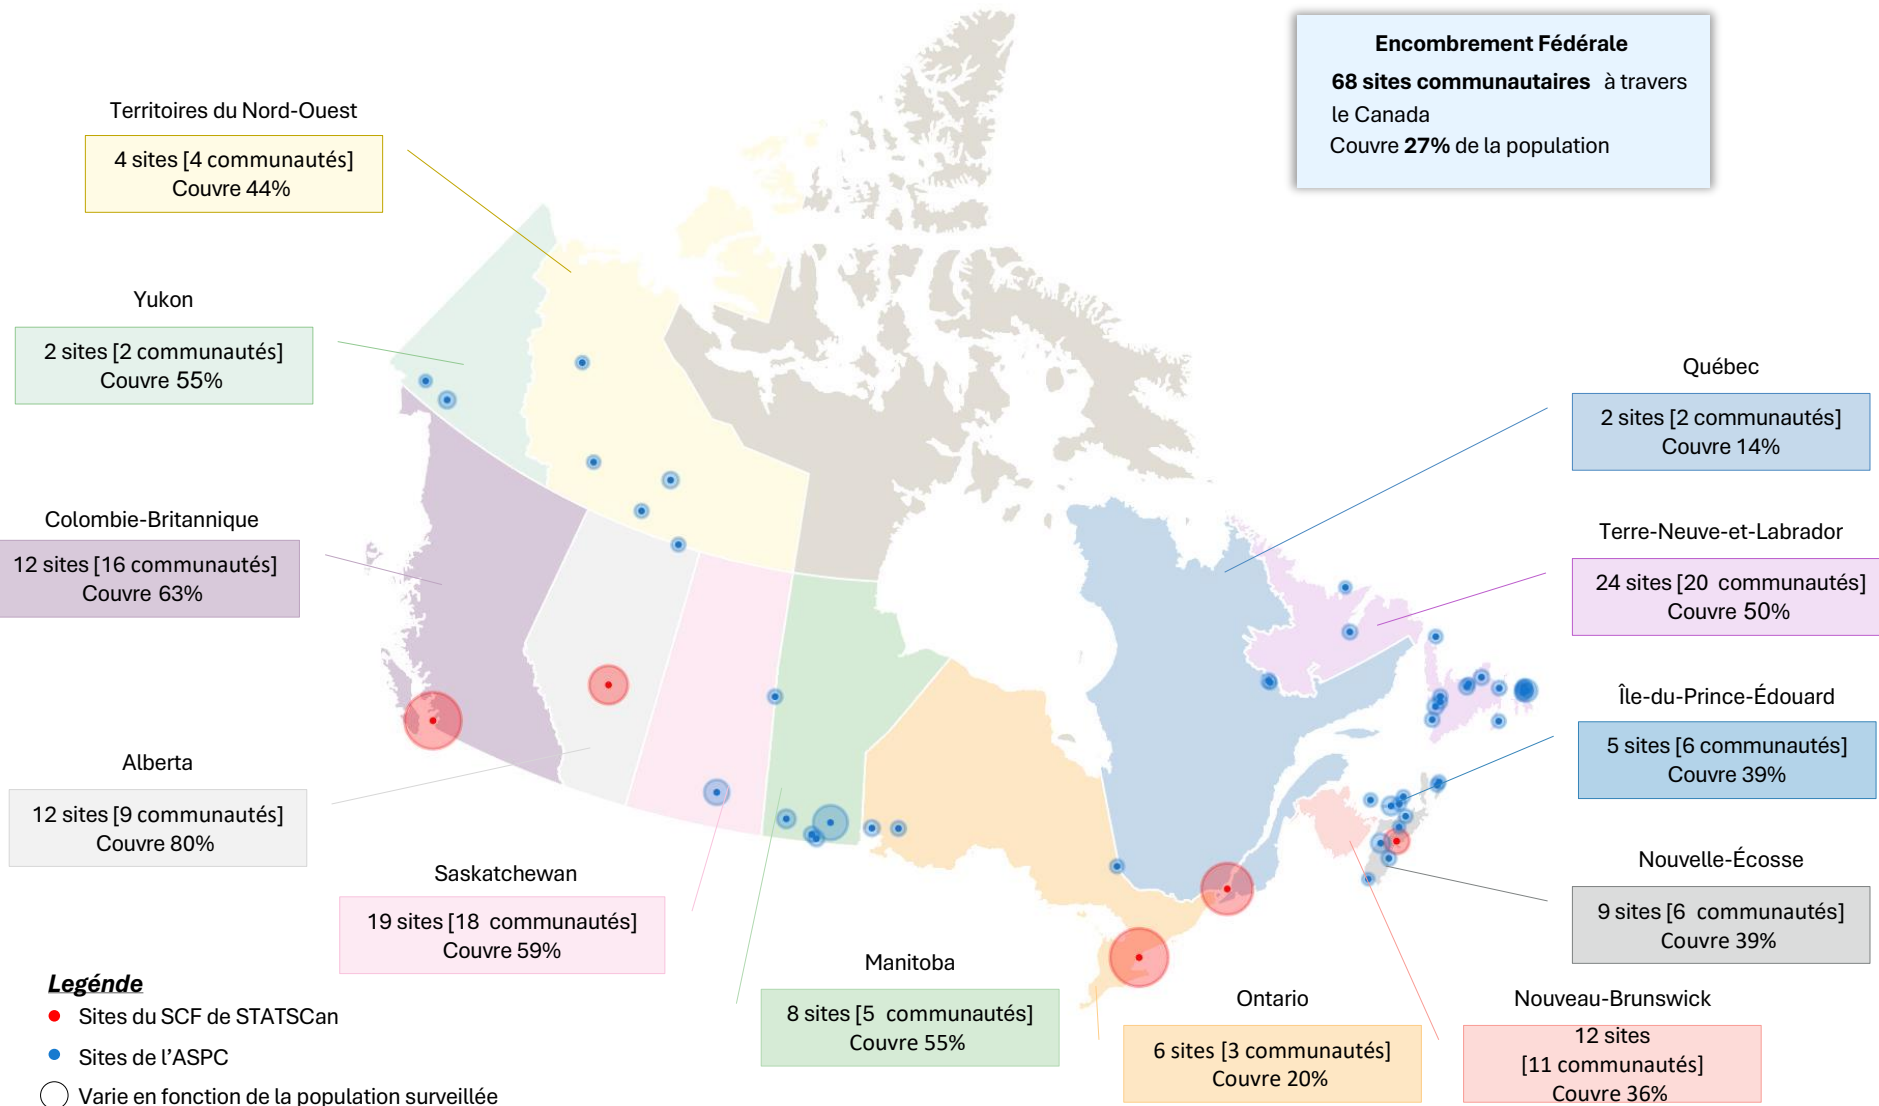 Encombrement Fédérale
68 sites communautaires à travers
le Canada
Couvre 27% de la population
Territoires du Nord-Ouest
4 sites [4 communautés]
Couvre 44%
Yukon
2 sites [2 communautés]
Couvre 55%
Colombie-Britannique
12 sites [16 communautés]
Couvre 63%
Alberta
12 sites [9 communautés]
Couvre 80%
Saskatchewan
19 sites [18 communautés]
Couvre 59%
Manitoba
8 sites [5 communautés]
Couvre 55%
Ontario
6 sites [3 communautés]
Couvre 20%
Québec
2 sites [2 communautés]
Couvre 14%
Terre-Neuve-et-Labrador
24 sites [20 communautés]
Couvre 50%
Île-du-Prince-Édouard
5 sites [6 communautés]
Couvre 39%
Nouvelle-Écosse
9 sites [6 communautés]
Couvre 39%
Nouveau-Brunswick
12 sites
[11 communautés]
Couvre 36%
Legénde
Sites du SCF de STATSCan
Sites de l'ASPC
Varie en fonction de la population surveillée